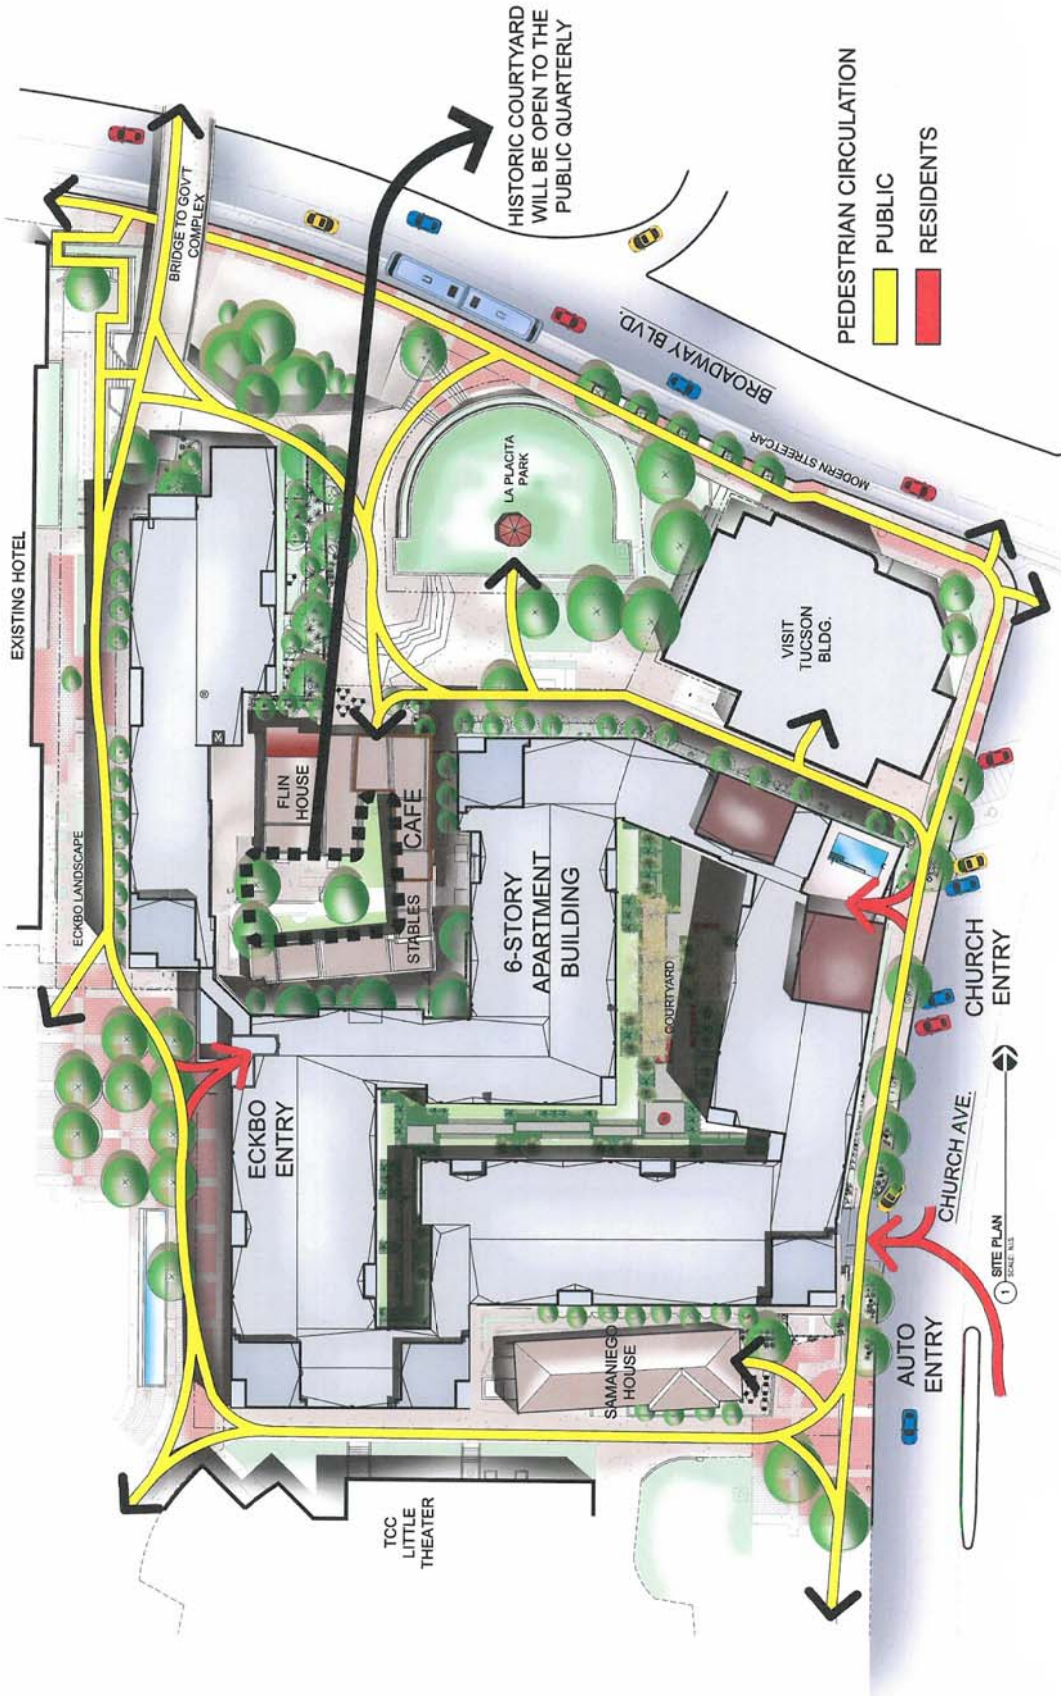 EXISTING HOTEL
BRIDGE TO GOV'T
COMPLEX
HISTORIC COURTYARD
WILL BE OPEN TO THE
PUBLIC QUARTERLY
PEDESTRIAN CIRCULATION
PUBLIC
RESIDENTS
BROADWAY BLVD.
MODERN STREETCAR
LA PLACITA
PARK
VISIT
TUCSON
BLDG.
ECKBO LANDSCAPE
FLIN
HOUSE
CAFE
STABLES
6-STORY
APARTMENT
BUILDING
COURTYARD
ECKBO
ENTRY
CHURCH
ENTRY
CHURCH AVE.
1
SITE PLAN
SCALE: N.T.S.
AUTO
ENTRY
SAMANIEGO
HOUSE
TCC
LITTLE
THEATER